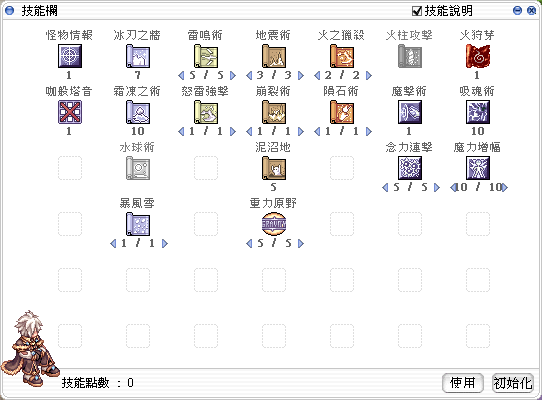 技能欄 技能說明
怪物情報 冰刃之牆 雷鳴術 地震術 火之獵殺 火柱攻擊 火狩芽
1 7 5 / 5 3 / 3 2 / 2 1
咖般塔音 霜凍之術 怒雷強擊 崩裂術 隕石術 魔擊術 吸魂術
1 10 1 / 1 1 / 1 1 / 1 1 10
水球術 泥沼地 念力連擊 魔力增幅
5 5 / 5 10 / 10
暴風雪 重力原野
1 / 1 5 / 5
技能點數 : 0 使用 初始化